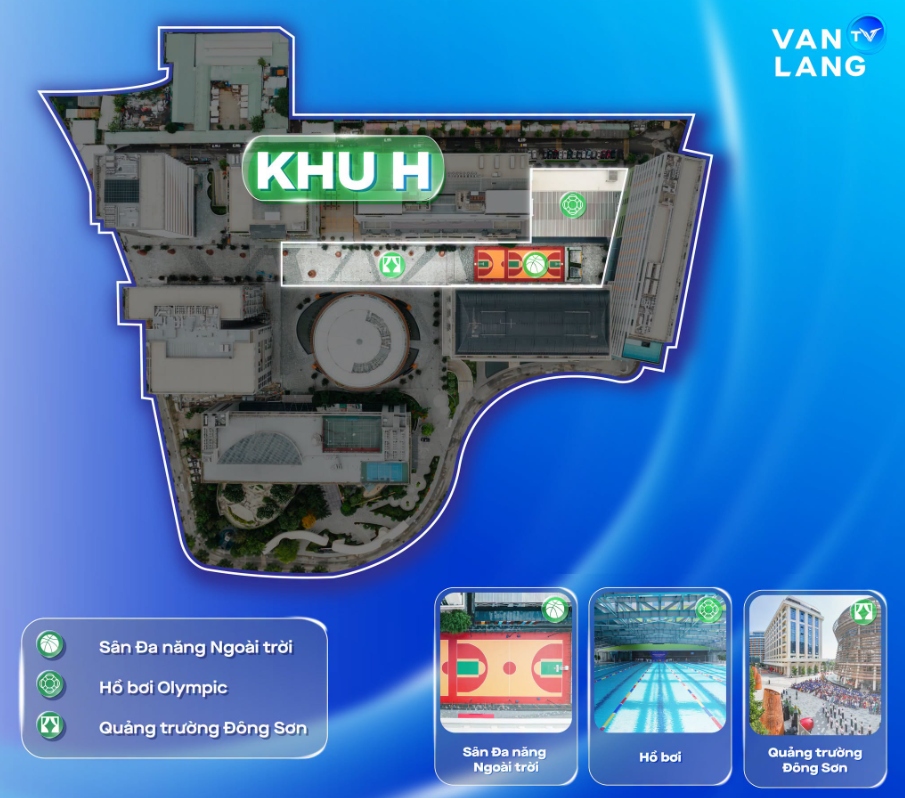 VAN TV
LANG
KHU H
Sân Đa năng Ngoài trời
Hồ bơi Olympic
Quảng trường Đông Sơn
Sân Đa năng
Ngoài trời
Hồ bơi
Quảng trường
Đông Sơn